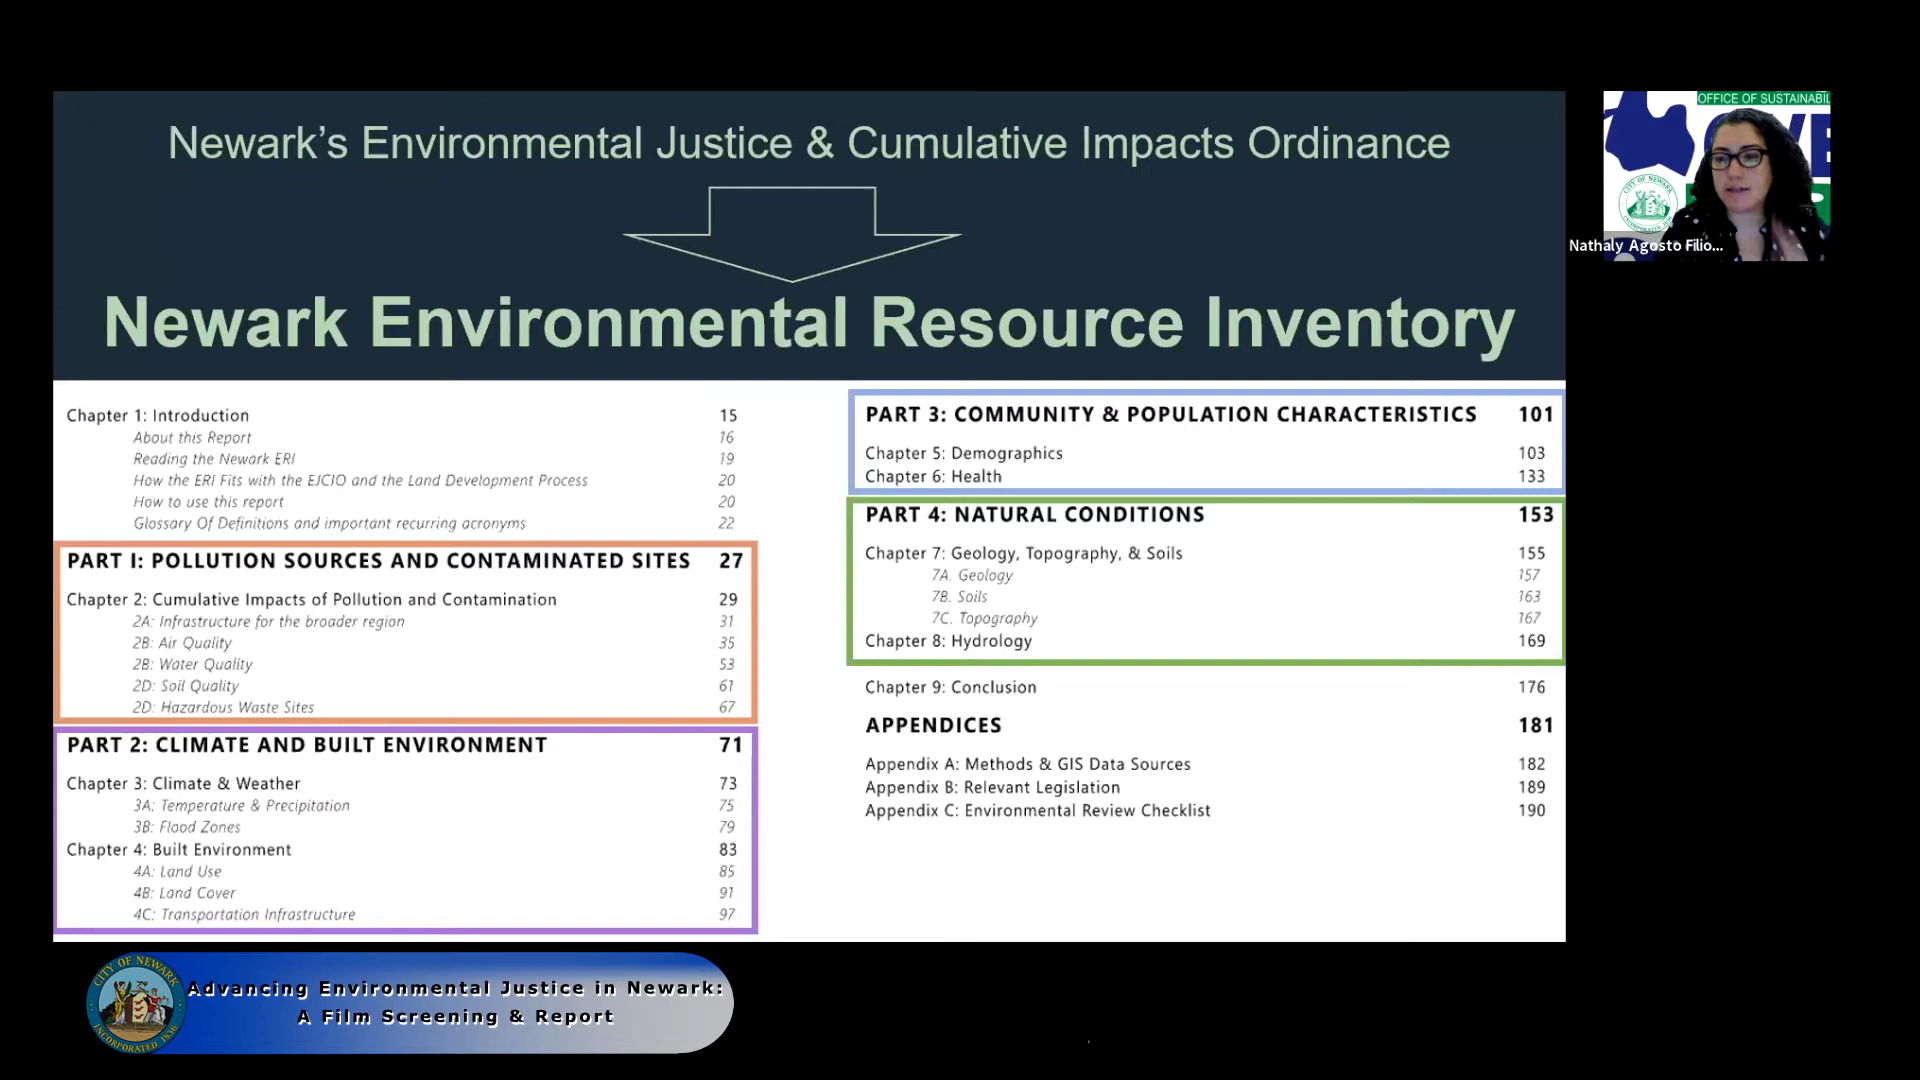 Newark’s Environmental Justice & Cumulative Impacts Ordinance
Newark Environmental Resource Inventory
Chapter 1: Introduction 15
About this Report 16
Reading the Newark ERI 19
How the ERI Fits with the EJCIO and the Land Development Process 20
How to use this report 20
Glossary Of Definitions and important recurring acronyms 22
PART I: POLLUTION SOURCES AND CONTAMINATED SITES 27
Chapter 2: Cumulative Impacts of Pollution and Contamination 29
2A: Infrastructure for the broader region 31
2B: Air Quality 35
2B: Water Quality 53
2D: Soil Quality 61
2D: Hazardous Waste Sites 67
PART 2: CLIMATE AND BUILT ENVIRONMENT 71
Chapter 3: Climate & Weather 73
3A: Temperature & Precipitation 75
3B: Flood Zones 79
Chapter 4: Built Environment 83
4A: Land Use 85
4B: Land Cover 91
4C: Transportation Infrastructure 97
PART 3: COMMUNITY & POPULATION CHARACTERISTICS 101
Chapter 5: Demographics 103
Chapter 6: Health 133
PART 4: NATURAL CONDITIONS 153
Chapter 7: Geology, Topography, & Soils 155
7A. Geology 157
7B. Soils 163
7C. Topography 167
Chapter 8: Hydrology 169
Chapter 9: Conclusion 176
APPENDICES 181
Appendix A: Methods & GIS Data Sources 182
Appendix B: Relevant Legislation 189
Appendix C: Environmental Review Checklist 190
OFFICE OF SUSTAINABIL
CITY OF NEWARK
INCORPORATED
Nathaly Agosto Filio...
CITY OF NEWARK
INCORPORATED 1836
Advancing Environmental Justice in Newark:
A Film Screening & Report